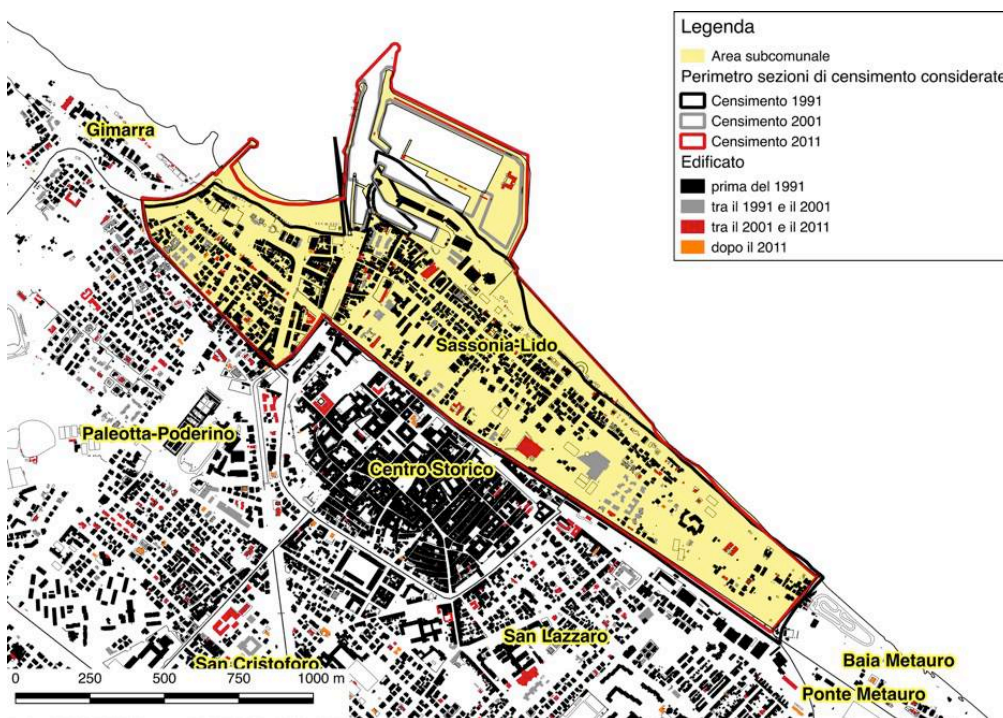 Legenda
Area subcomunale
Perimetro sezioni di censimento considerate
Censimento 1991
Censimento 2001
Censimento 2011
Edificato
prima del 1991
tra il 1991 e il 2001
tra il 2001 e il 2011
dopo il 2011
Gimarra
Sassonia-Lido
Paleotta-Poderino
Centro Storico
San Lazzaro
San Cristoforo
Baia Metauro
Ponte Metauro
0 250 500 750 1000 m